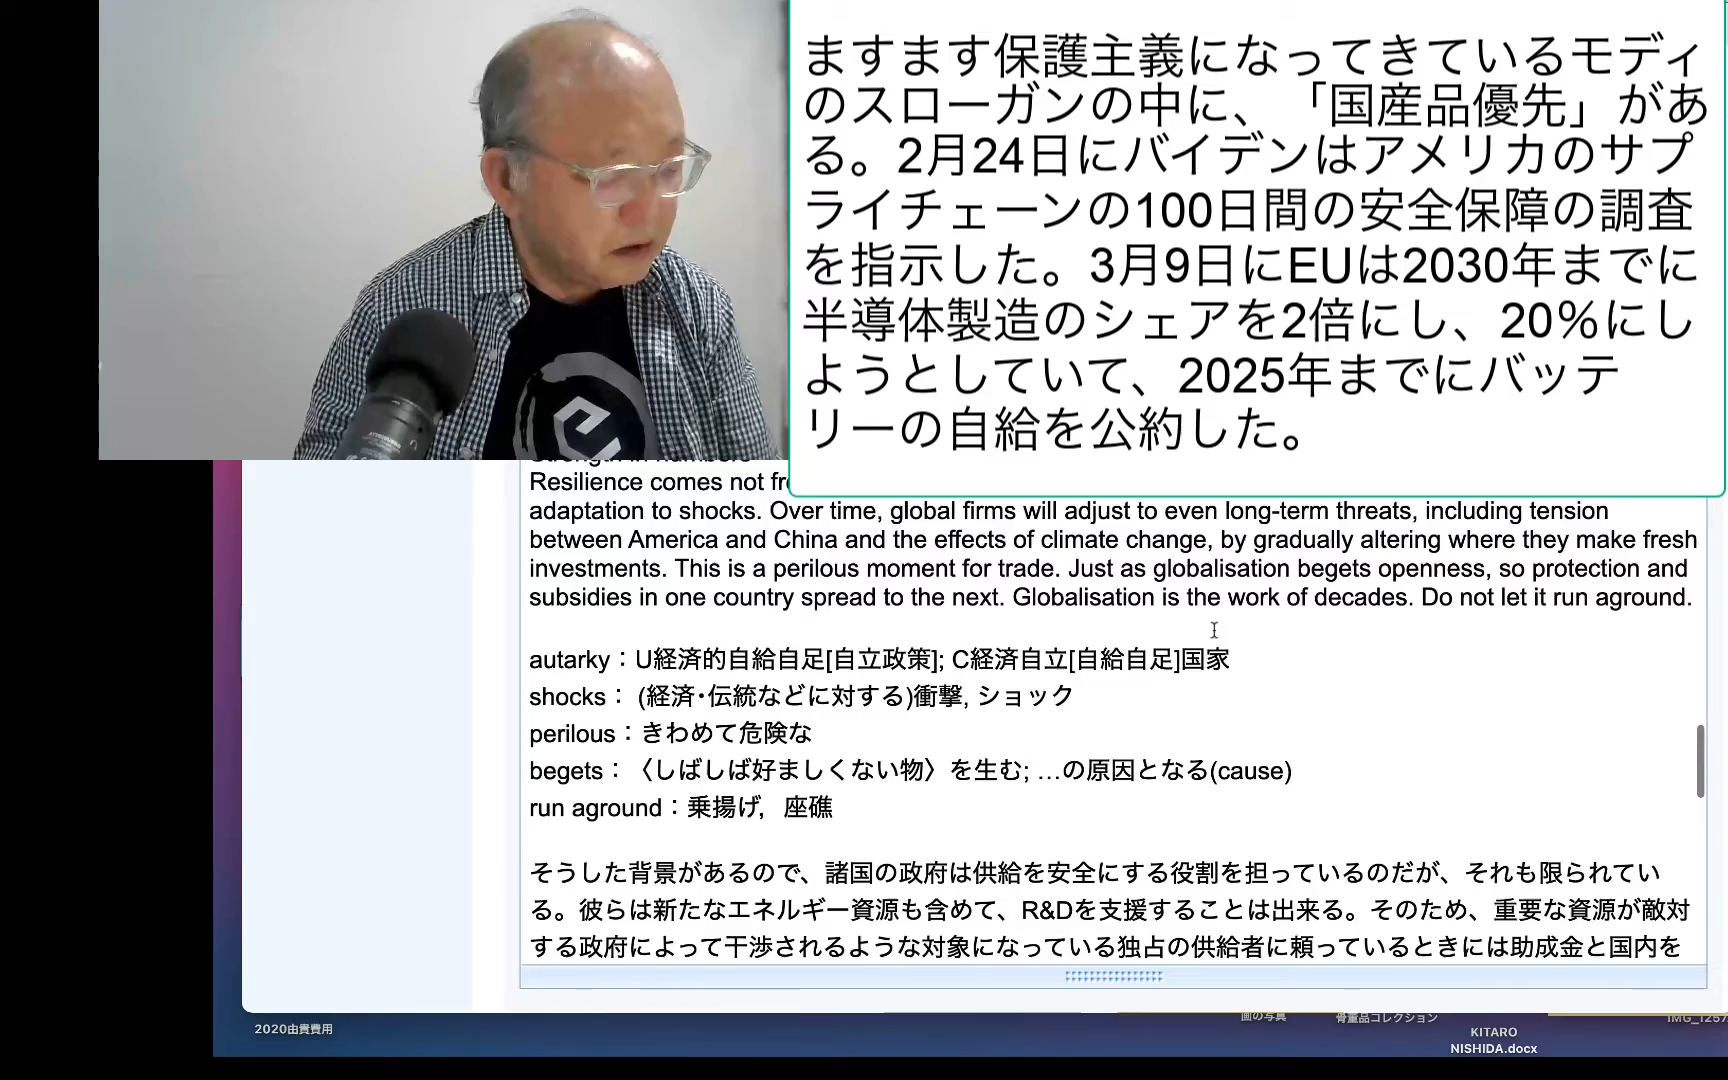 ますます保護主義になってきているモディ
のスローガンの中に、「国産品優先」があ
る。2月24日にバイデンはアメリカのサプ
ライチェーンの100日間の安全保障の調査
を指示した。3月9日にEUは2030年までに
半導体製造のシェアを2倍にし、20%にし
ようとしていて、2025年までにバッテ
リーの自給を公約した。
Resilience comes not
adaptation to shocks. Over time, global firms will adjust to even long-term threats, including tension
between America and China and the effects of climate change, by gradually altering where they make fresh
investments. This is a perilous moment for trade. Just as globalisation begets openness, so protection and
subsidies in one country spread to the next. Globalisation is the work of decades. Do not let it run aground.
autarky：U経済的自給自足[自立政策]; C経済自立[自給自足]国家
shocks： (経済･伝統などに対する)衝撃, ショック
perilous：きわめて危険な
begets：〈しばしば好ましくない物〉を生む; …の原因となる(cause)
run aground：乗揚げ，座礁
そうした背景があるので、諸国の政府は供給を安全にする役割を担っているのだが、それも限られてい
る。彼らは新たなエネルギー資源も含めて、R&Dを支援することは出来る。そのため、重要な資源が敵対
する政府によって干渉されるような対象になっている独占の供給者に頼っているときには助成金と国内を
2020由貴費用
画の写真
骨董品コレクション
KITARO
NISHIDA.docx